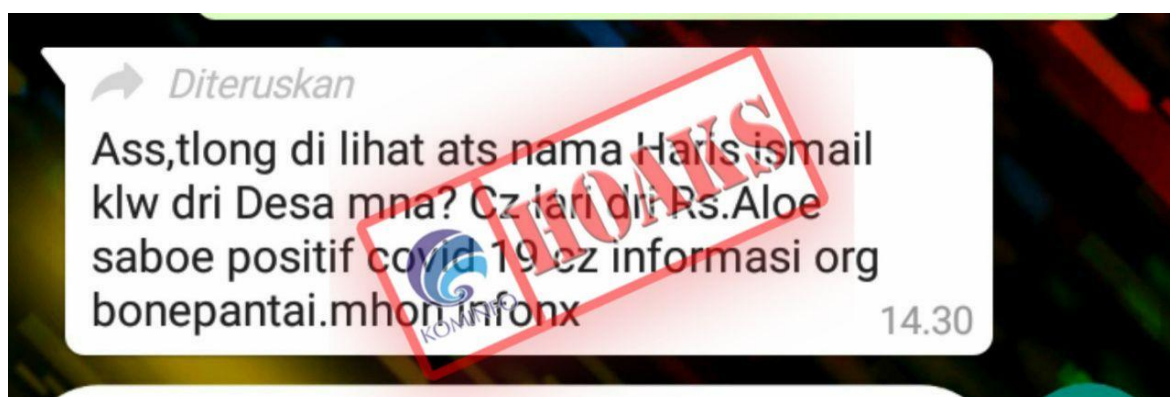 Diteruskan
Ass,tlong di lihat ats nama Haris ismail
klw dri Desa mna? Cz lari dri Rs.Aloe
saboe positif covid 19 cz informasi org
bonepantai.mhon infonx
14.30
HOAKS
KOMINFO